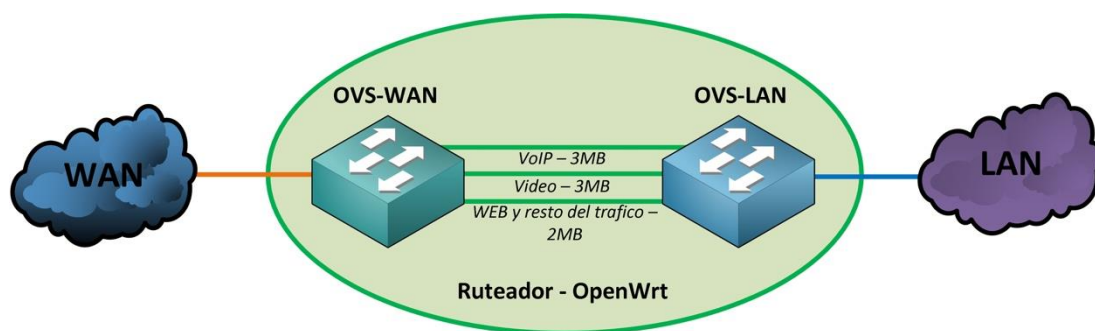 OVS-WAN
OVS-LAN
WAN
LAN
VoIP – 3MB
Video – 3MB
WEB y resto del trafico –
2MB
Ruteador - OpenWrt